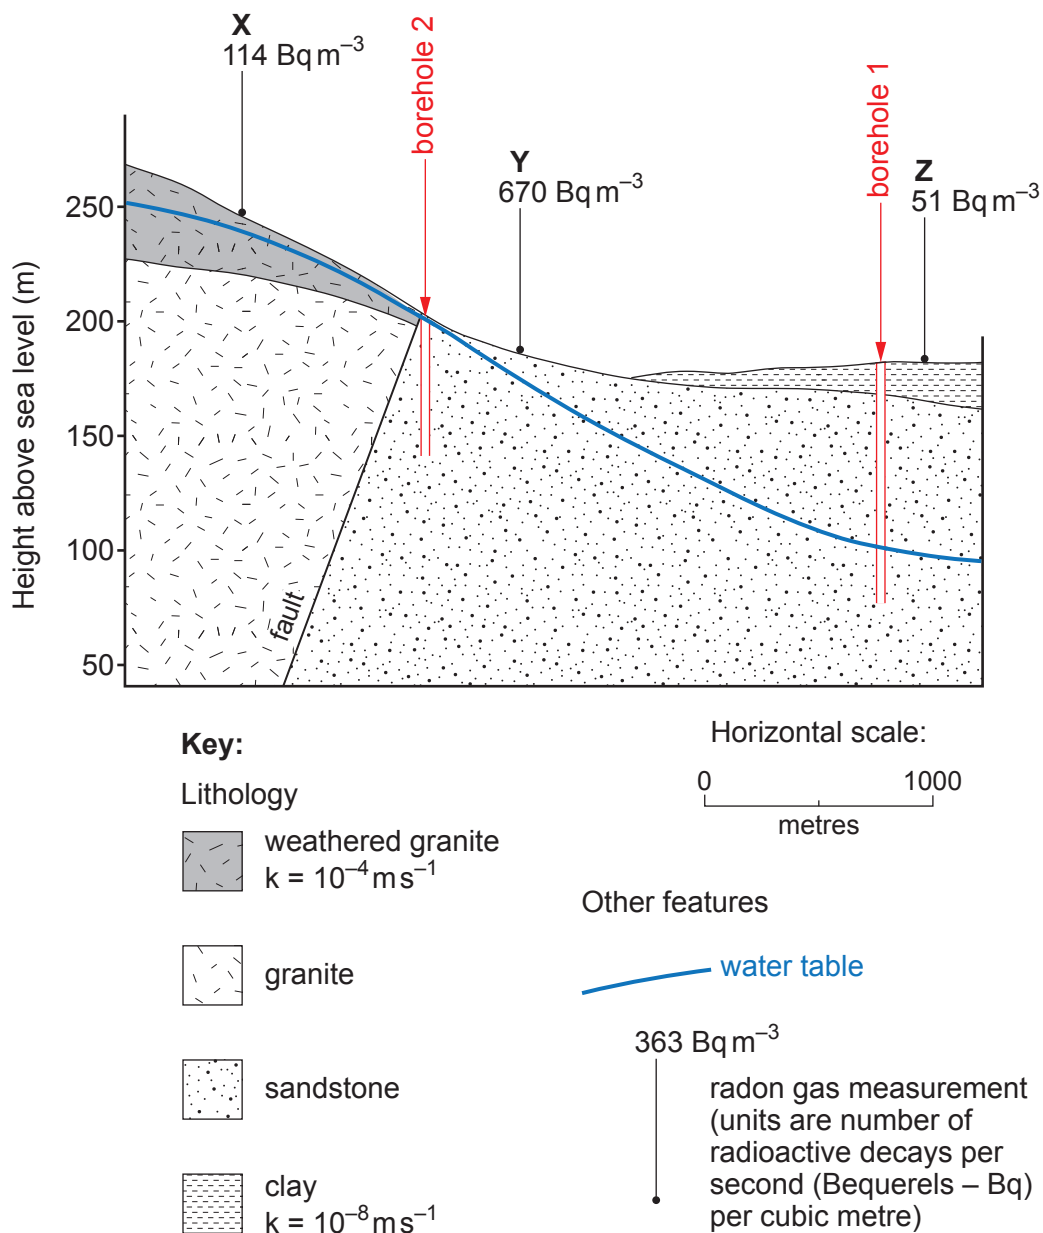 X
114 Bq m⁻³
borehole 2
Y
670 Bq m⁻³
borehole 1
Z
51 Bq m⁻³
Height above sea level (m)
250
200
150
100
50
fault
Key:
Lithology
weathered granite
k = 10⁻⁴ m s⁻¹
granite
sandstone
clay
k = 10⁻⁸ m s⁻¹
Horizontal scale:
0 1000
metres
Other features
water table
363 Bq m⁻³
radon gas measurement
(units are number of
radioactive decays per
second (Bequerels – Bq)
per cubic metre)